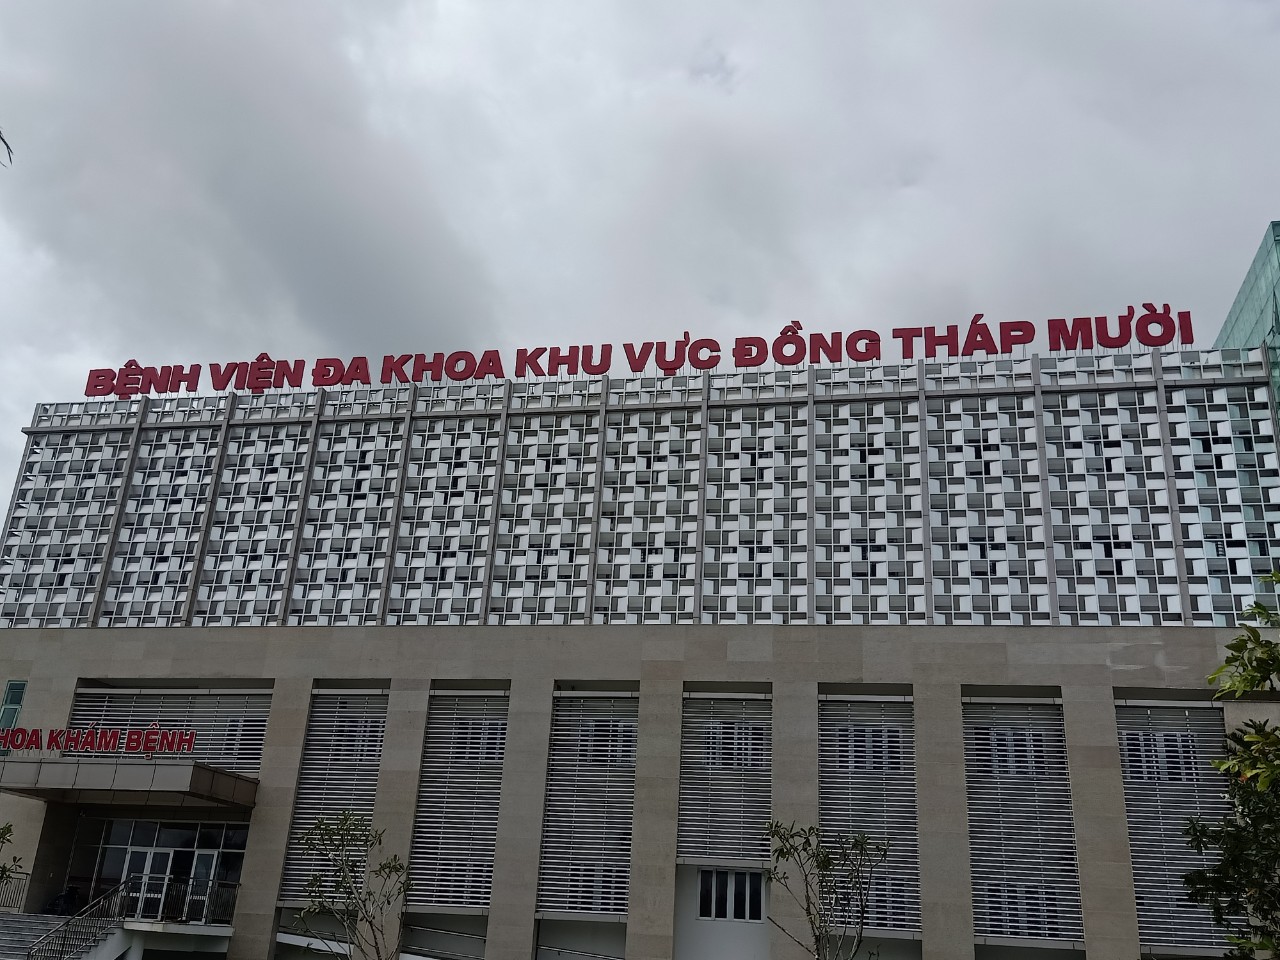 BỆNH VIỆN ĐA KHOA KHU VỰC ĐỒNG THÁP MƯỜI
HOA KHÁM BỆNH